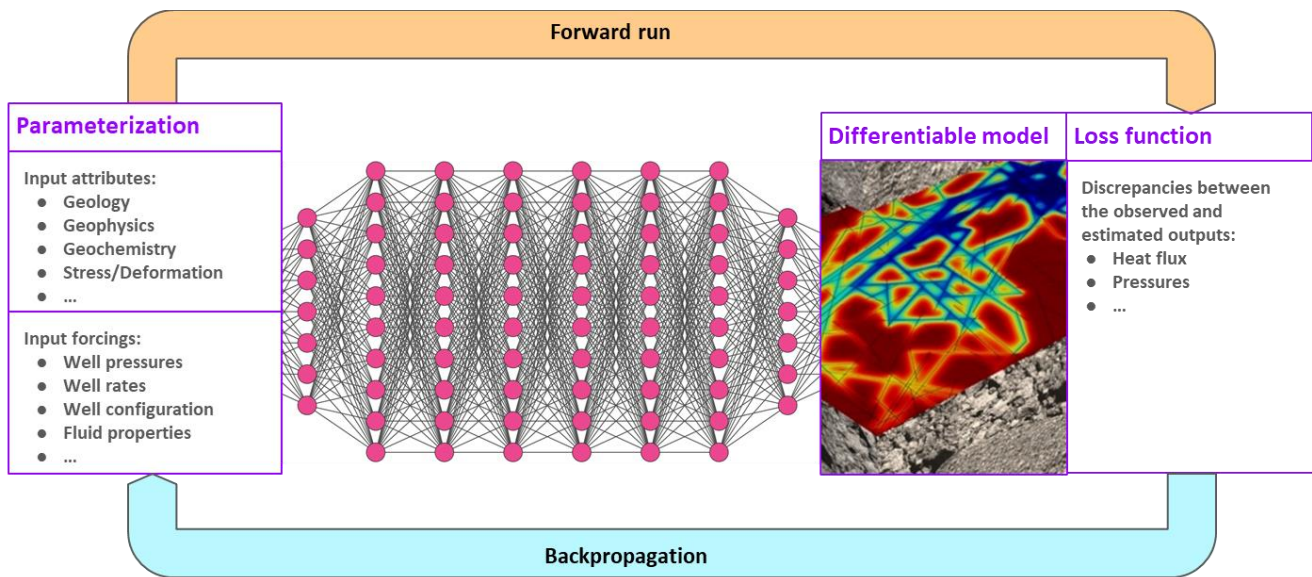 Forward run
Parameterization
Input attributes:
● Geology
● Geophysics
● Geochemistry
● Stress/Deformation
● ...
Input forcings:
● Well pressures
● Well rates
● Well configuration
● Fluid properties
● ...
Differentiable model
Loss function
Discrepancies between
the observed and
estimated outputs:
● Heat flux
● Pressures
● ...
Backpropagation